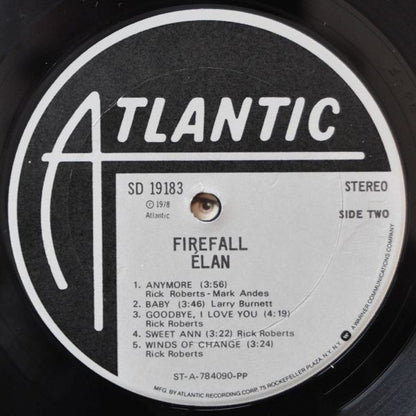 ATLANTIC
SD 19183
STEREO
Ⓟ 1978
Atlantic
SIDE TWO
FIREFALL
ÉLAN
1. ANYMORE (3:56)
Rick Roberts - Mark Andes
2. BABY (3:46) Larry Burnett
3. GOODBYE, I LOVE YOU (4:19)
Rick Roberts
4. SWEET ANN (3:22) Rick Roberts
5. WINDS OF CHANGE (3:24)
Rick Roberts
ST-A-784090-PP
MFG. BY ATLANTIC RECORDING CORP., 75 ROCKEFELLER PLAZA, N.Y. N.Y.
A WARNER COMMUNICATIONS COMPANY